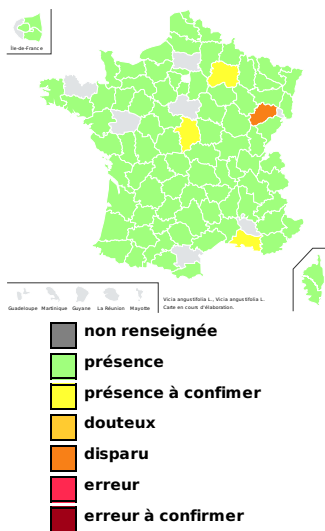 Île-de-France
Guadeloupe Martinique Guyane La Réunion Mayotte
Vicia angustifolia L., Vicia angustifolia L.
Carte en cours d'élaboration.
non renseignée
présence
présence à confimer
douteux
disparu
erreur
erreur à confirmer